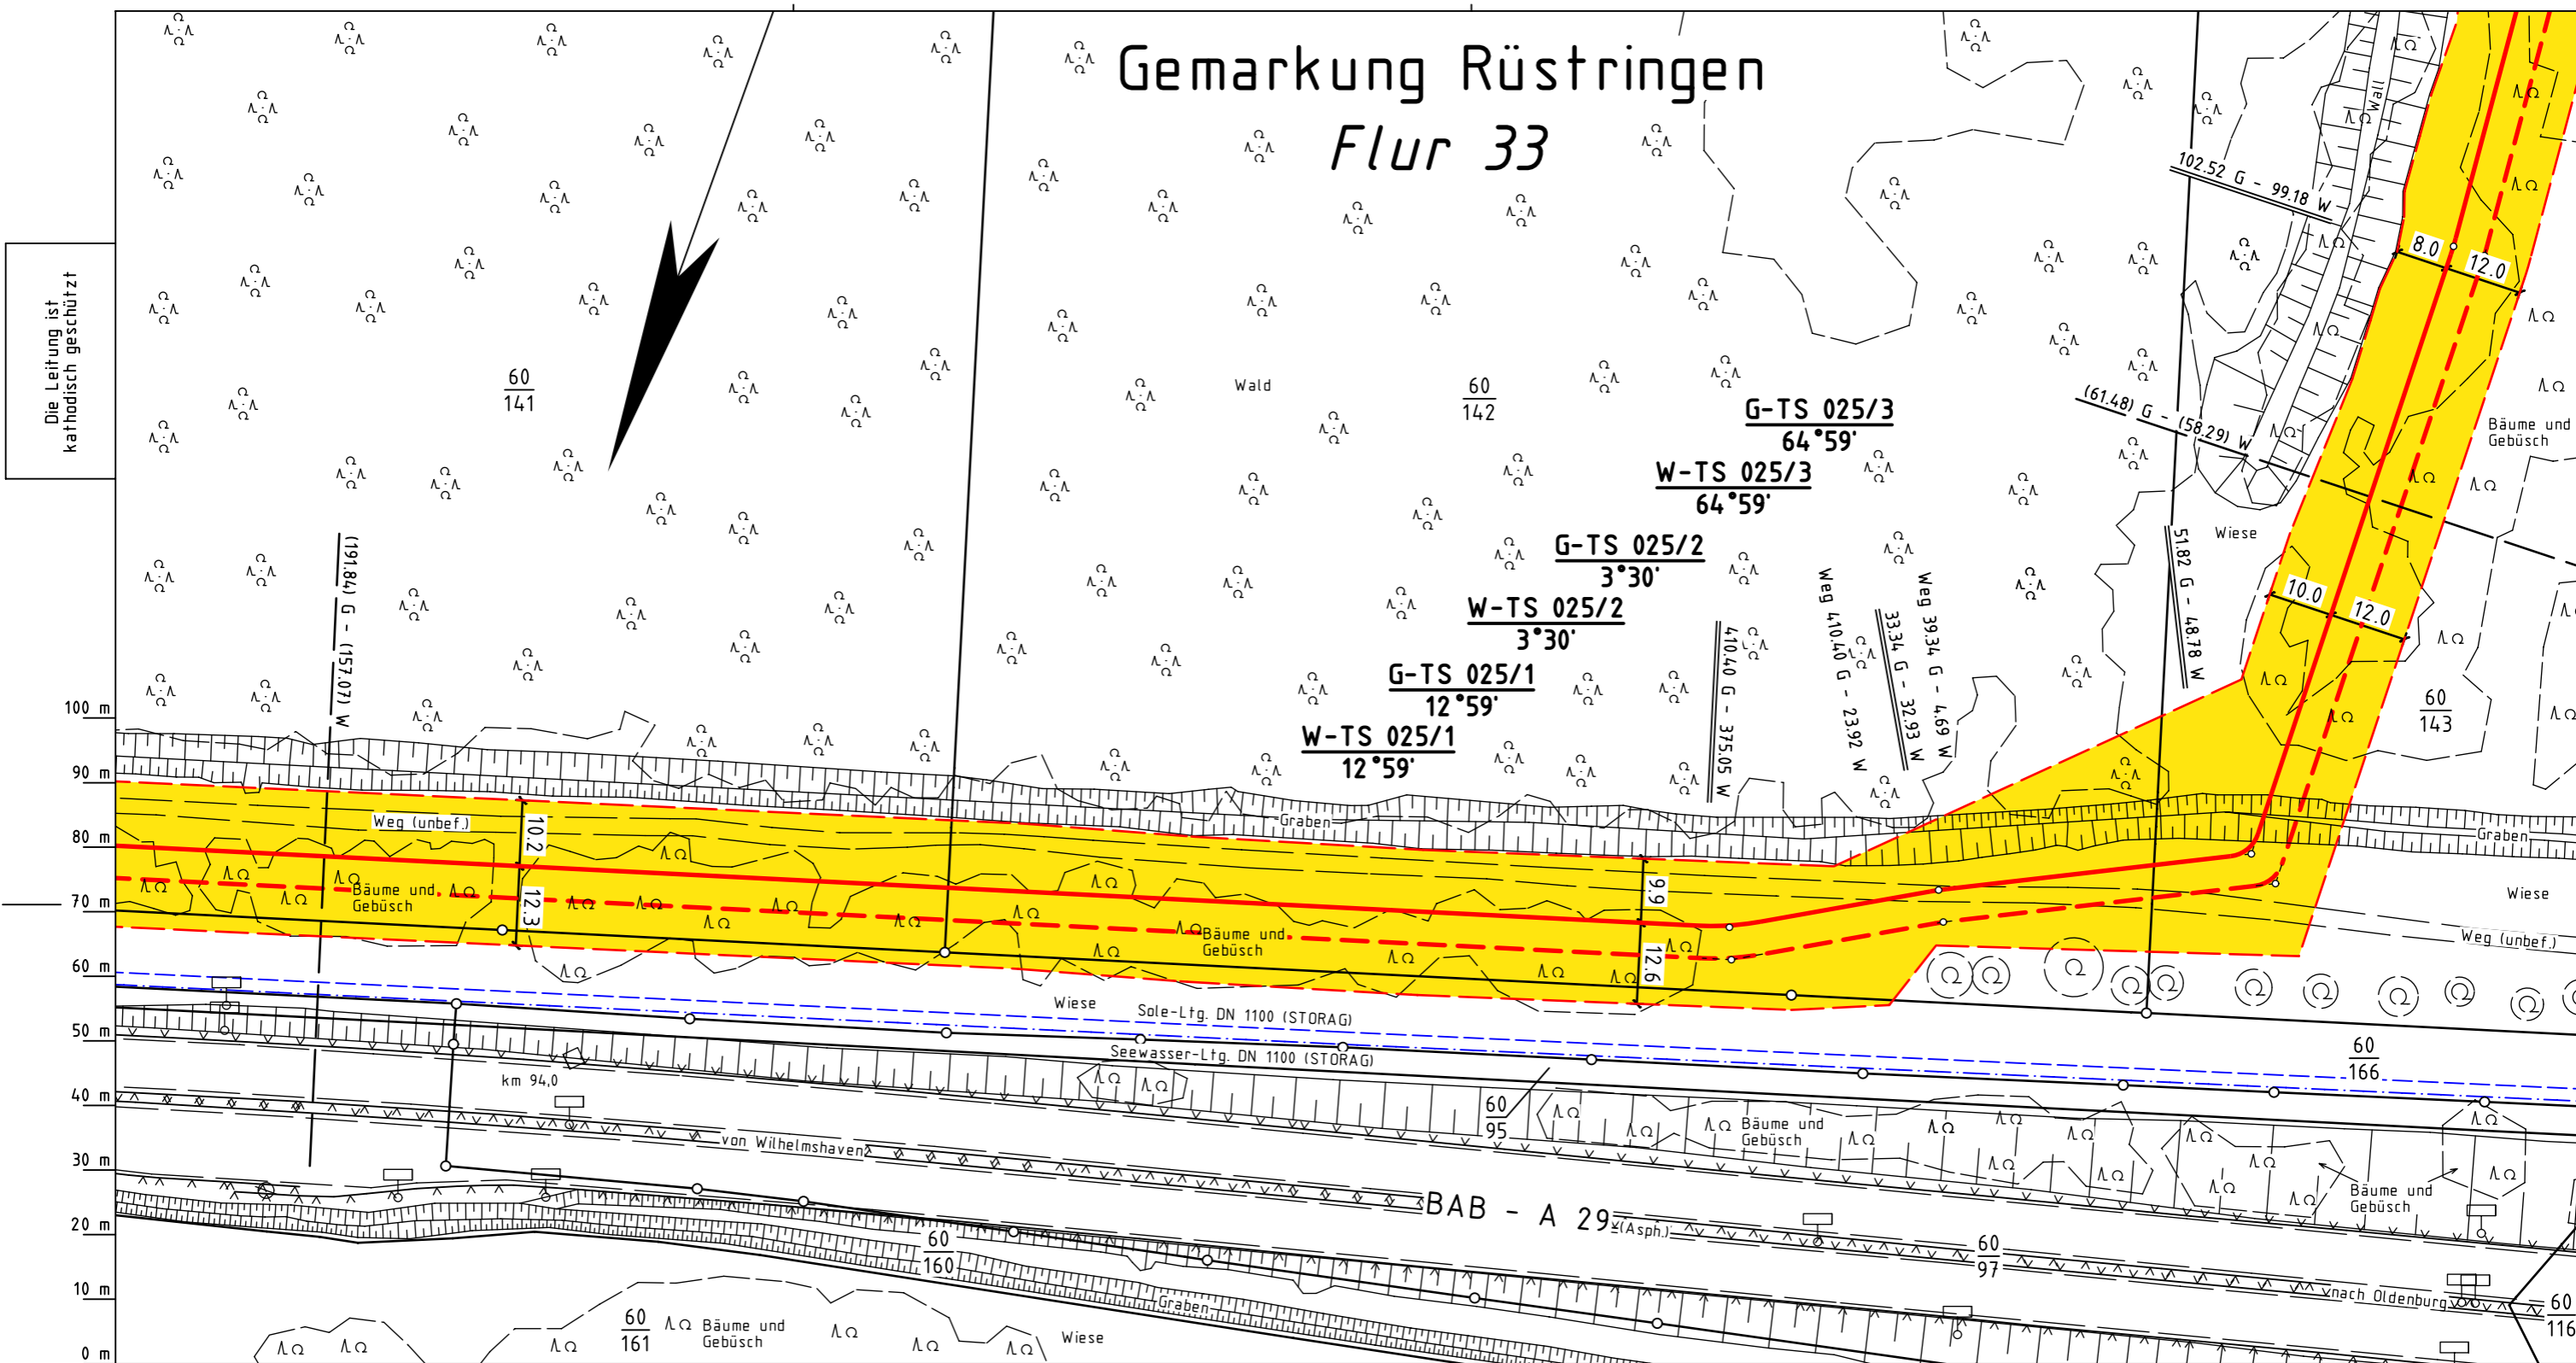 Gemarkung Rüstringen
Flur 33
Die Leitung ist
kathodisch geschützt
Wall
102.52 G - 99.18 W
8.0
12.0
60
141
Wald
60
142
G-TS 025/3
64°59'
W-TS 025/3
64°59'
G-TS 025/2
3°30'
W-TS 025/2
3°30'
G-TS 025/1
12°59'
W-TS 025/1
12°59'
(61.48) G - (58.29) W
Bäume und
Gebüsch
Wiese
51.82 G - 48.78 W
10.0
12.0
60
143
(191.84) G - (157.07) W
410.40 G - 375.05 W
Weg 410.40 G - 23.92 W
33.34 G - 32.93 W
Weg 39.34 G - 4.69 W
100 m
90 m
80 m
70 m
60 m
50 m
40 m
30 m
20 m
10 m
0 m
Weg (unbef.)
10.2
12.3
Graben
9.9
12.6
Graben
Wiese
Weg (unbef.)
Bäume und
Gebüsch
Bäume und
Gebüsch
Wiese
Sole-Ltg. DN 1100 (STORAG)
Seewasser-Ltg. DN 1100 (STORAG)
60
166
km 94,0
60
95
Bäume und
Gebüsch
von Wilhelmshaven
BAB - A 29
(Asph.)
Bäume und
Gebüsch
60
160
60
97
nach Oldenburg
60
116
Graben
60
161
Bäume und
Gebüsch
Wiese